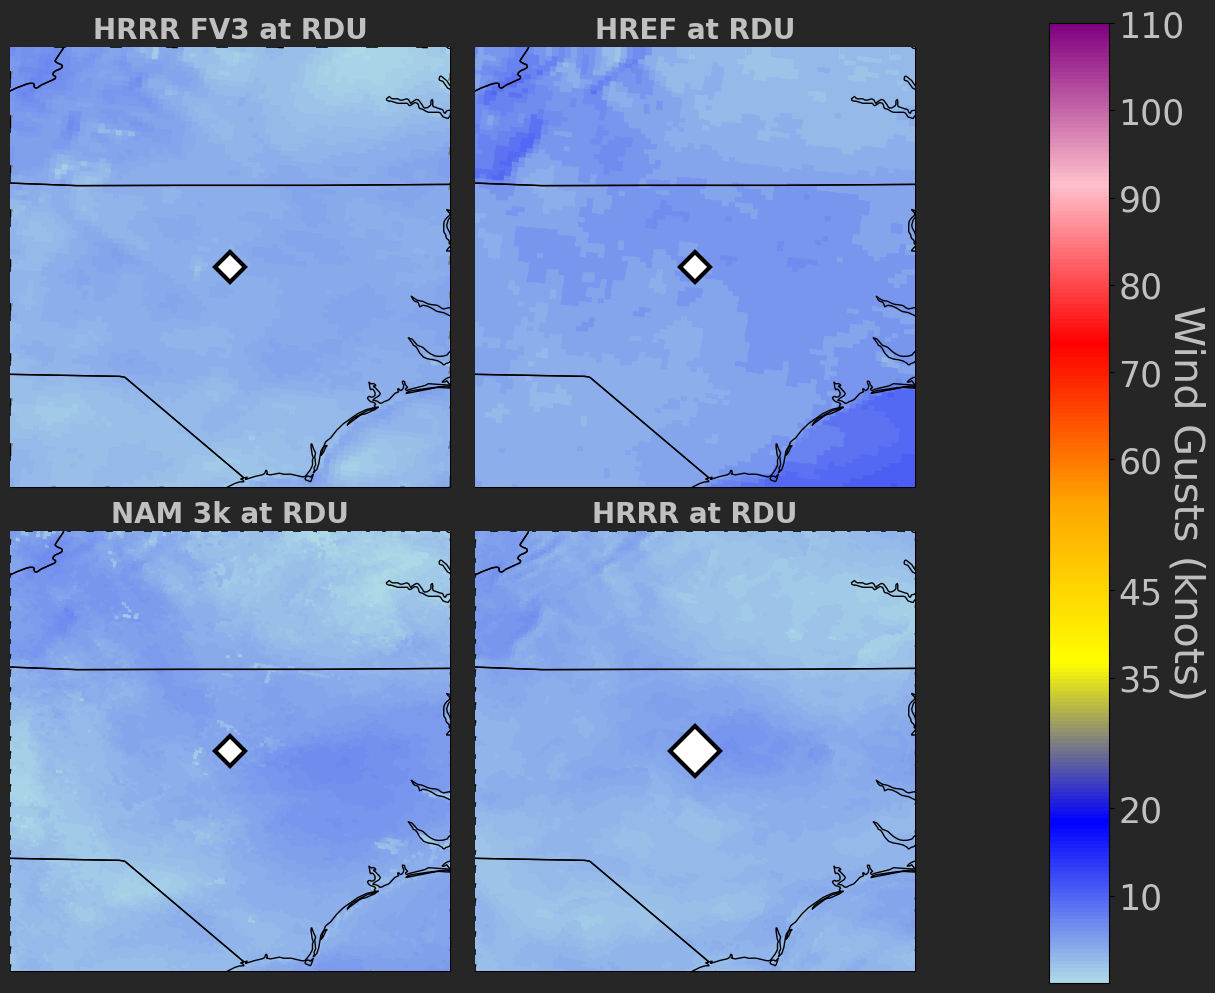 HRRR FV3 at RDU
HREF at RDU
NAM 3k at RDU
HRRR at RDU
110
100
90
80
70
60
45
35
20
10
Wind Gusts (knots)